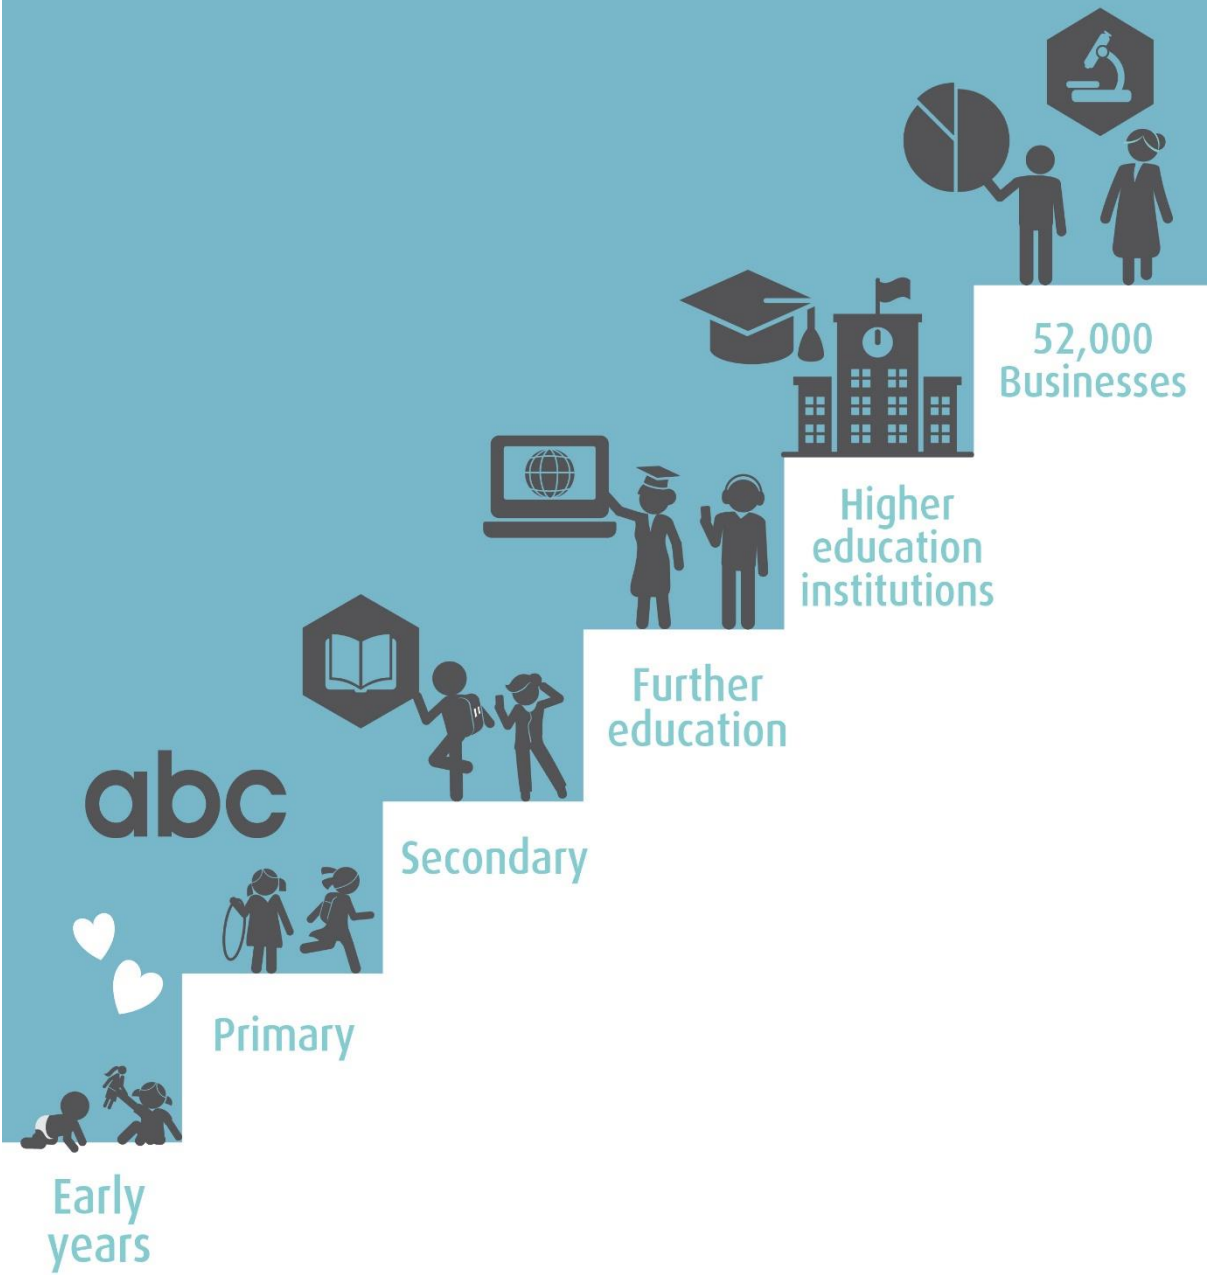 52,000
Businesses
Higher
education
institutions
Further
education
Secondary
abc
Primary
Early
years